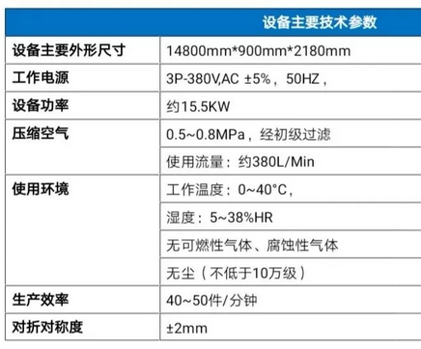 设备主要技术参数
设备主要外形尺寸 14800mm*900mm*2180mm
工作电源 3P-380V,AC ±5%，50HZ，
设备功率 约15.5KW
压缩空气 0.5~0.8MPa，经初级过滤
使用流量：约380L/Min
使用环境 工作温度：0~40°C,
湿度：5~38%HR
无可燃性气体、腐蚀性气体
无尘（不低于10万级）
生产效率 40~50件/分钟
对折对称度 ±2mm